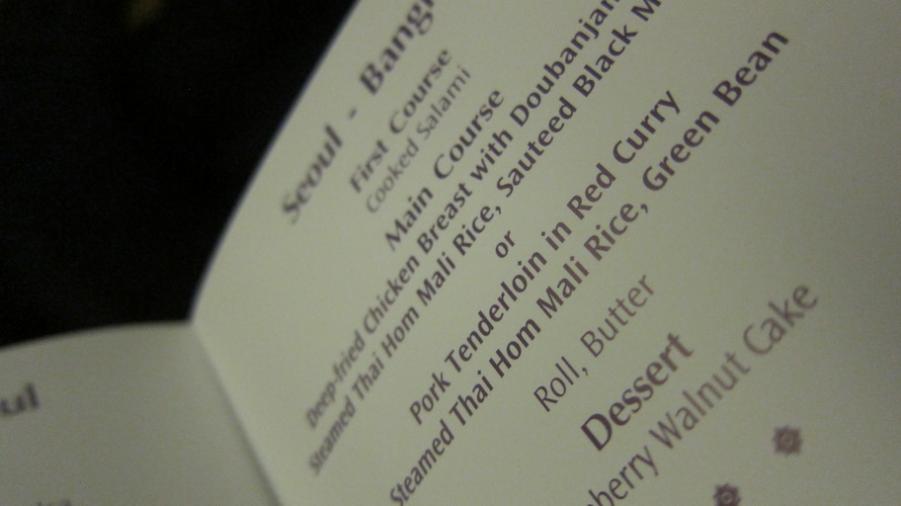 Seoul - Bang
First Course
Cooked Salami
Main Course
Deep-fried Chicken Breast with Doubanjan
Steamed Thai Hom Mali Rice, Sauteed Black M
or
Pork Tenderloin in Red Curry
Steamed Thai Hom Mali Rice, Green Bean
Roll, Butter
Dessert
berry Walnut Cake
ul